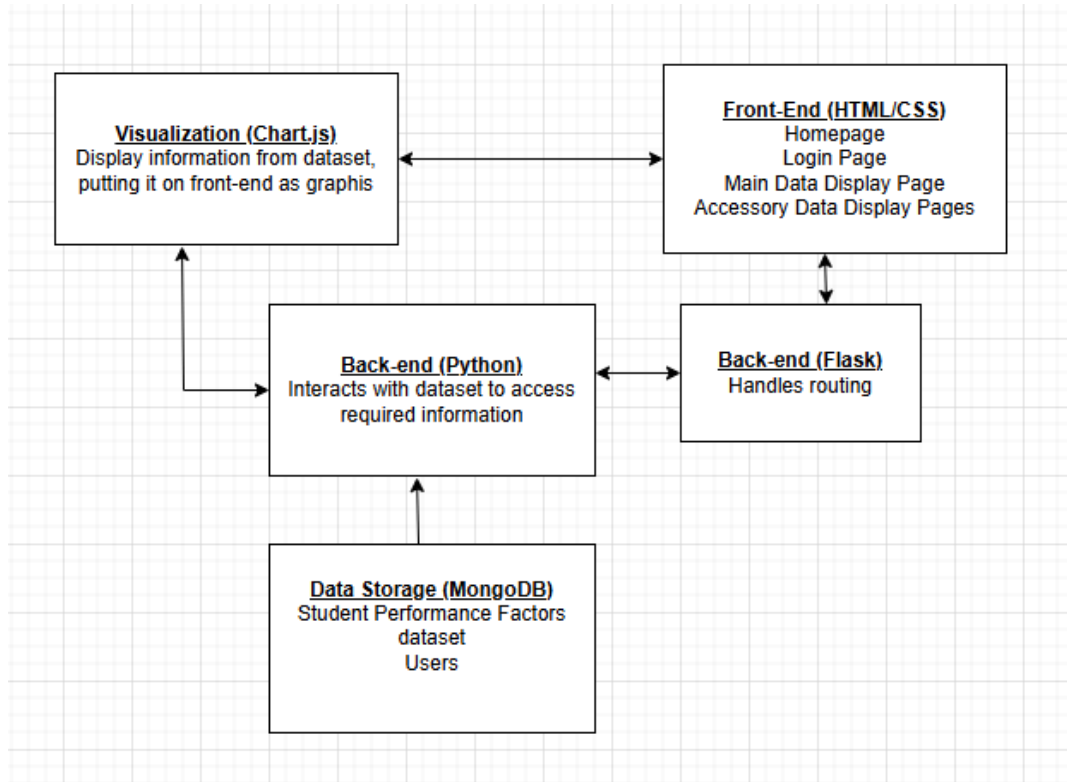 Visualization (Chart.js)
Display information from dataset,
putting it on front-end as graphis
Front-End (HTML/CSS)
Homepage
Login Page
Main Data Display Page
Accessory Data Display Pages
Back-end (Python)
Interacts with dataset to access
required information
Back-end (Flask)
Handles routing
Data Storage (MongoDB)
Student Performance Factors
dataset
Users